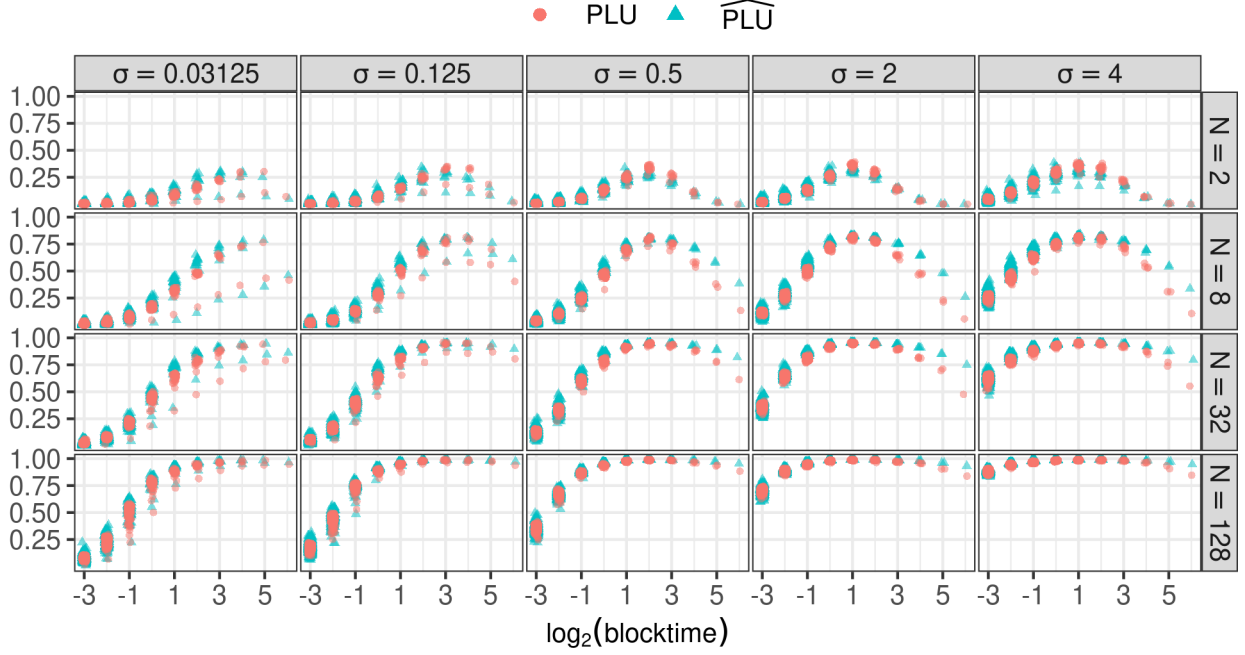 PLU PLU
σ = 0.03125 σ = 0.125 σ = 0.5 σ = 2 σ = 4
1.00
0.75
0.50
0.25
N = 2
1.00
0.75
0.50
0.25
N = 8
1.00
0.75
0.50
0.25
N = 32
1.00
0.75
0.50
0.25
N = 128
-3 -1 1 3 5 -3 -1 1 3 5 -3 -1 1 3 5 -3 -1 1 3 5 -3 -1 1 3 5
log₂(blocktime)